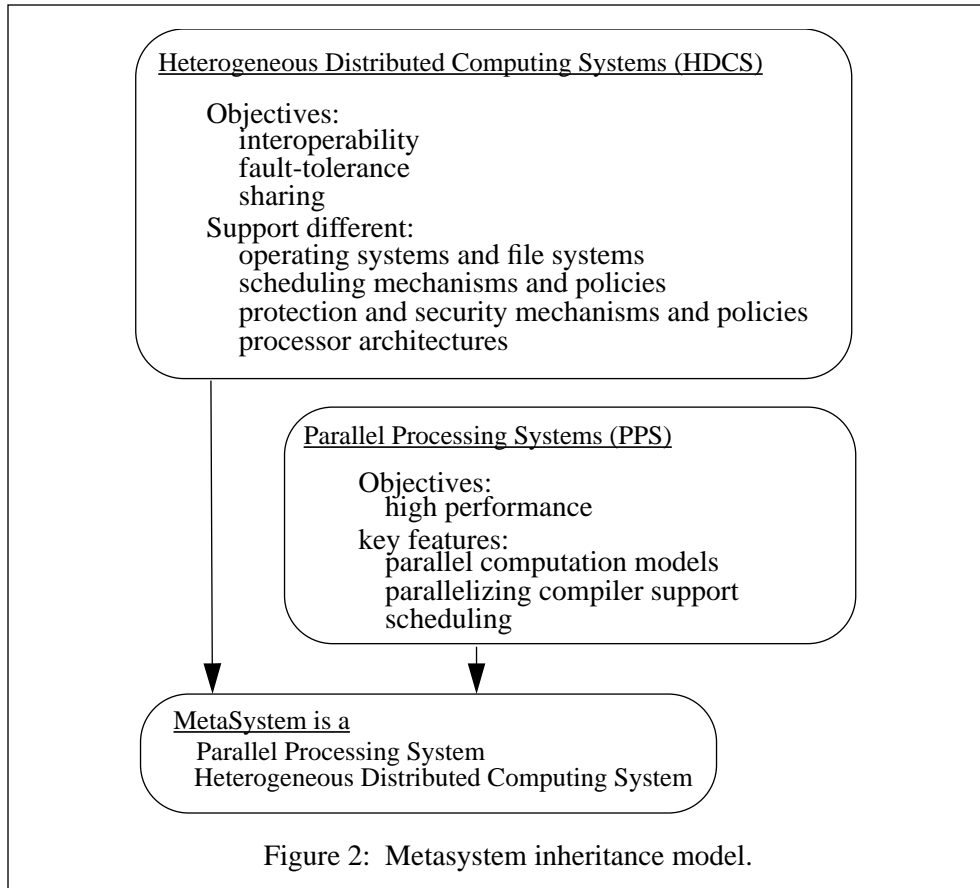 Heterogeneous Distributed Computing Systems (HDCS)
Objectives:
interoperability
fault-tolerance
sharing
Support different:
operating systems and file systems
scheduling mechanisms and policies
protection and security mechanisms and policies
processor architectures
Parallel Processing Systems (PPS)
Objectives:
high performance
key features:
parallel computation models
parallelizing compiler support
scheduling
MetaSystem is a
Parallel Processing System
Heterogeneous Distributed Computing System
Figure 2: Metasystem inheritance model.